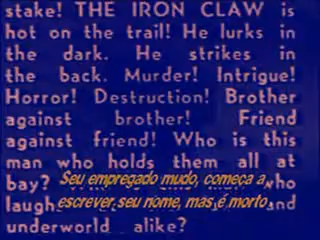 stake! THE IRON CLAW is
hot on the trail! He lurks in
the dark. He strikes in
the back. Murder! Intrigue!
Horror! Destruction! Brother
against brother! Friend
against friend! Who is this
man who holds them all at
bay? who
Seu empregado mudo, começa a
laughs and
escrever seu nome, mas é morto.
underworld alike?